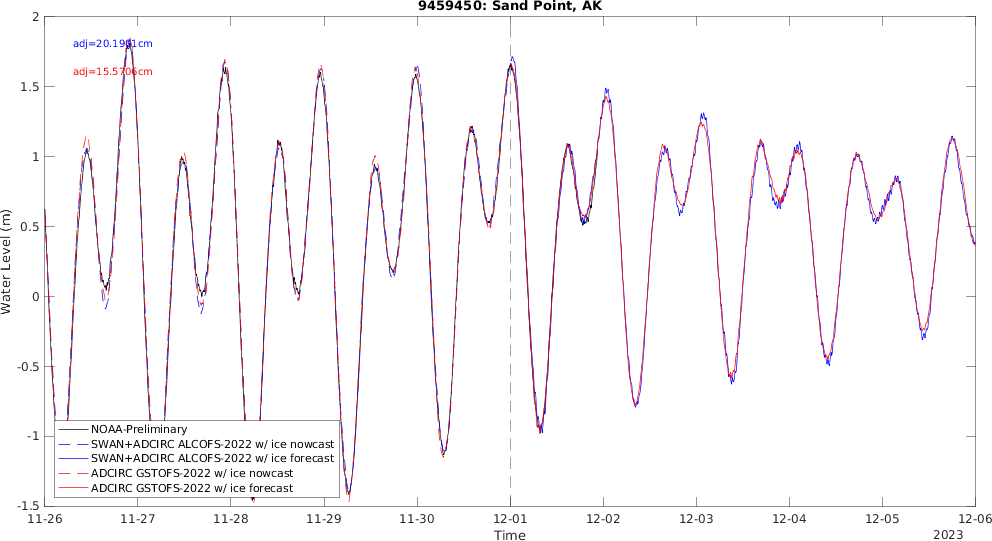 9459450: Sand Point, AK
2
1.5
1
0.5
0
-0.5
-1
-1.5
Water Level (m)
adj=15.5706cm
NOAA-Preliminary
SWAN+ADCIRC ALCOFS-2022 w/ ice nowcast
SWAN+ADCIRC ALCOFS-2022 w/ ice forecast
ADCIRC GSTOFS-2022 w/ ice nowcast
ADCIRC GSTOFS-2022 w/ ice forecast
11-26 11-27 11-28 11-29 11-30 12-01 12-02 12-03 12-04 12-05 12-06
Time
2023